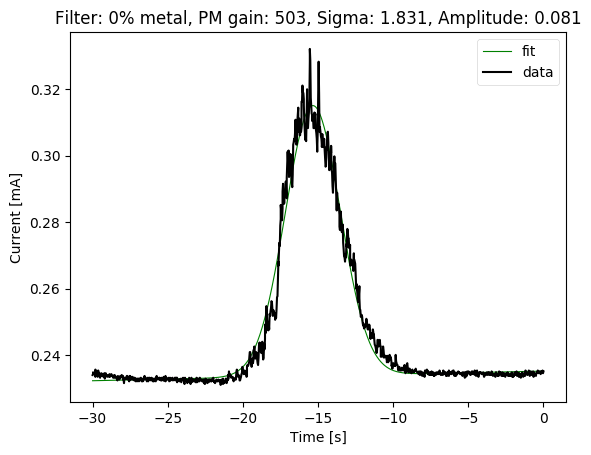 Filter: 0% metal, PM gain: 503, Sigma: 1.831, Amplitude: 0.081
fit
data
0.32
0.30
0.28
0.26
0.24
Current [mA]
−30 −25 −20 −15 −10 −5 0
Time [s]